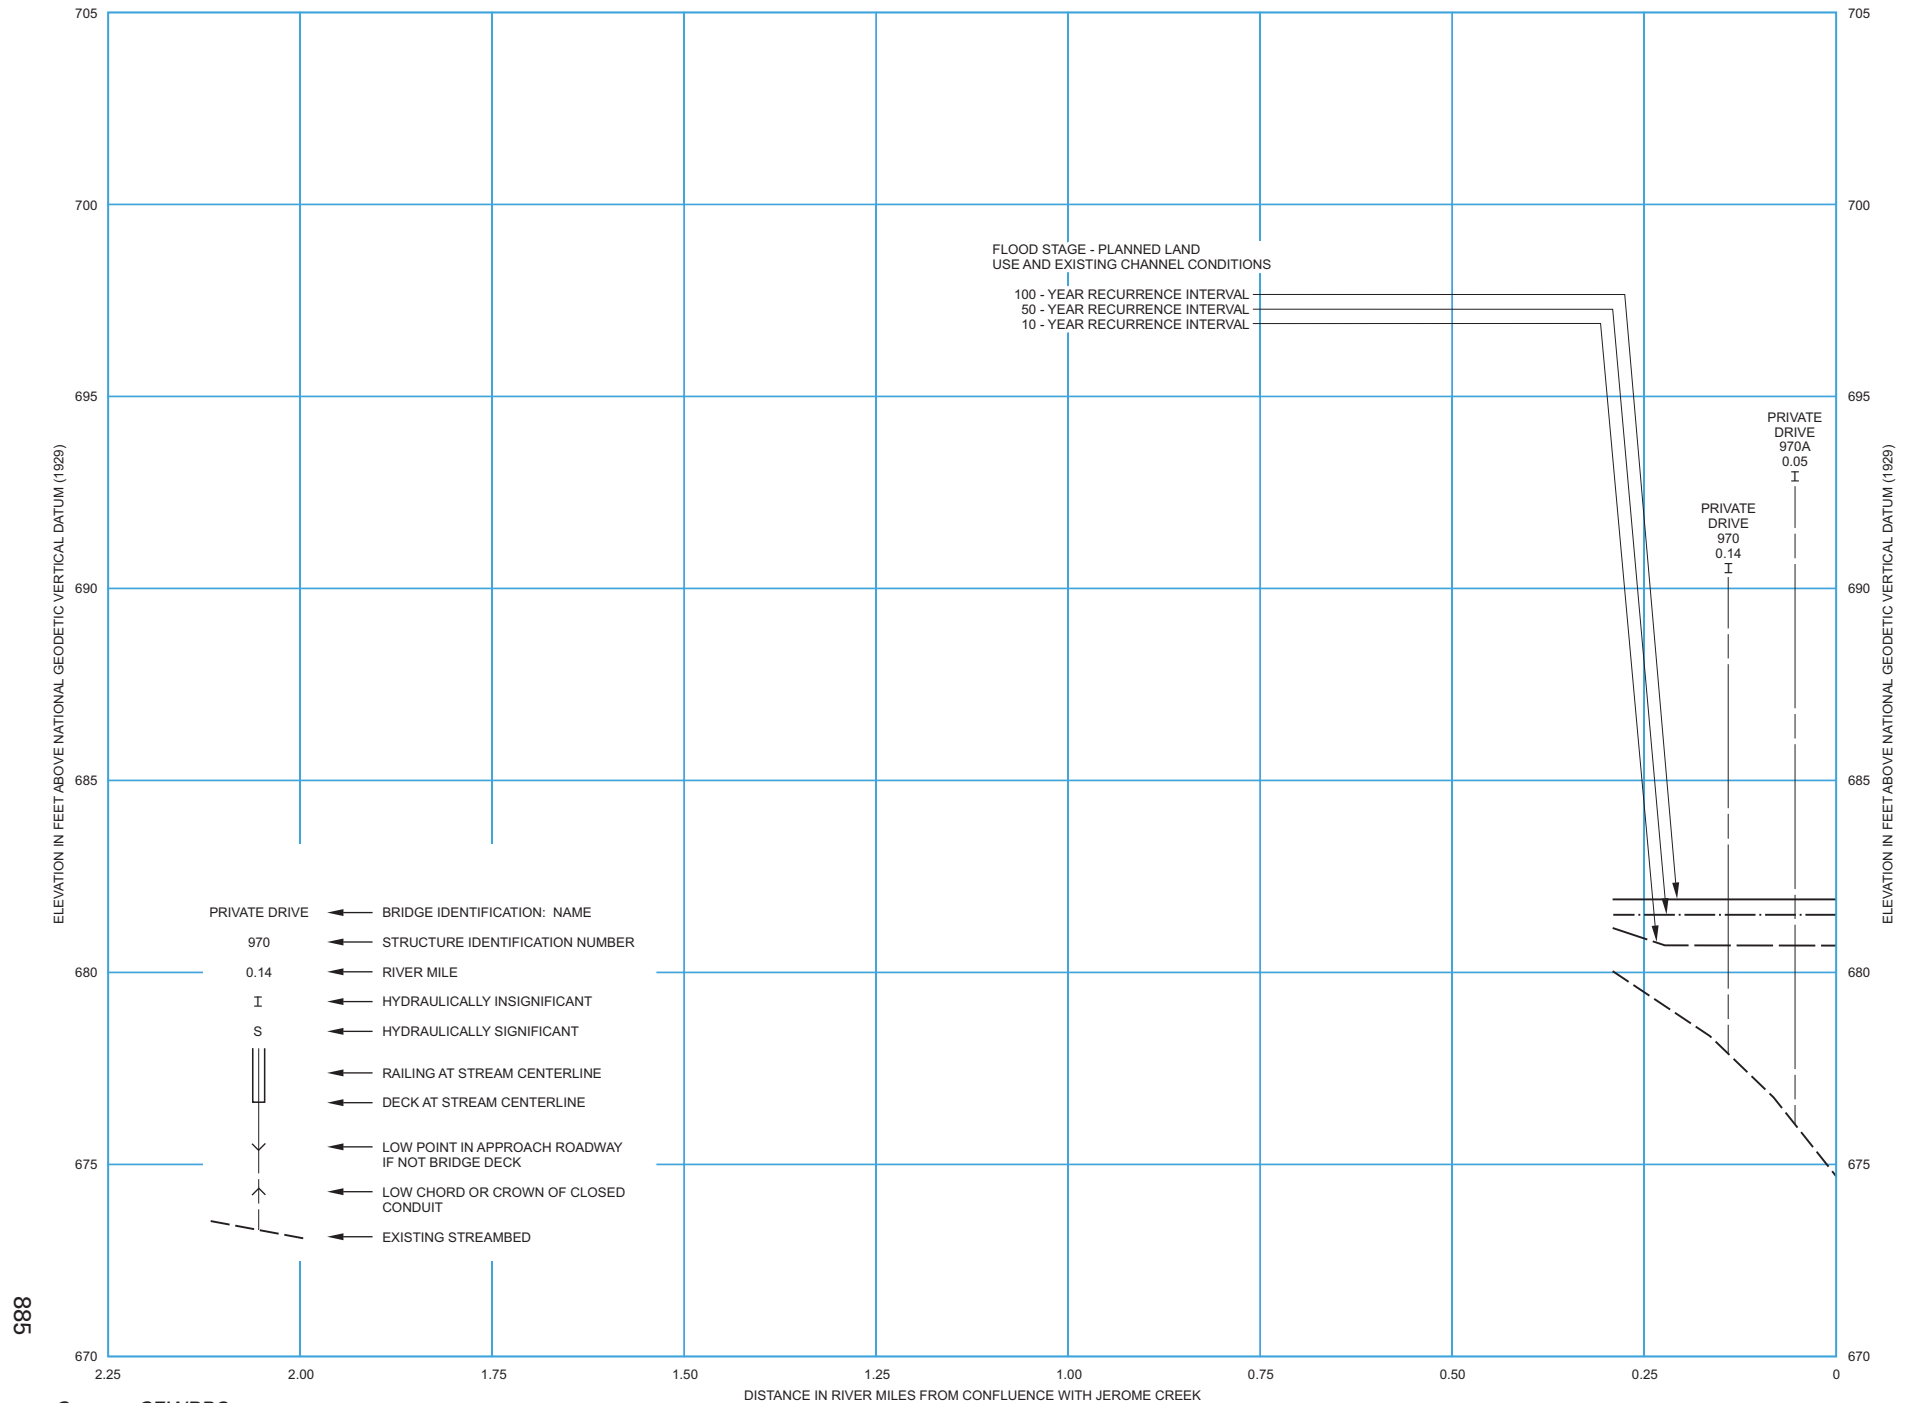 705
705
700
700
FLOOD STAGE - PLANNED LAND
USE AND EXISTING CHANNEL CONDITIONS
100 - YEAR RECURRENCE INTERVAL
50 - YEAR RECURRENCE INTERVAL
10 - YEAR RECURRENCE INTERVAL
695
695
PRIVATE
DRIVE
970A
0.05
I
PRIVATE
DRIVE
970
0.14
I
690
690
685
685
ELEVATION IN FEET ABOVE NATIONAL GEODETIC VERTICAL DATUM (1929)
ELEVATION IN FEET ABOVE NATIONAL GEODETIC VERTICAL DATUM (1929)
PRIVATE DRIVE BRIDGE IDENTIFICATION: NAME
970 STRUCTURE IDENTIFICATION NUMBER
680
0.14 RIVER MILE
680
I HYDRAULICALLY INSIGNIFICANT
S HYDRAULICALLY SIGNIFICANT
RAILING AT STREAM CENTERLINE
DECK AT STREAM CENTERLINE
LOW POINT IN APPROACH ROADWAY
IF NOT BRIDGE DECK
675
675
LOW CHORD OR CROWN OF CLOSED
CONDUIT
EXISTING STREAMBED
885
670
670
2.25 2.00 1.75 1.50 1.25 1.00 0.75 0.50 0.25 0
DISTANCE IN RIVER MILES FROM CONFLUENCE WITH JEROME CREEK